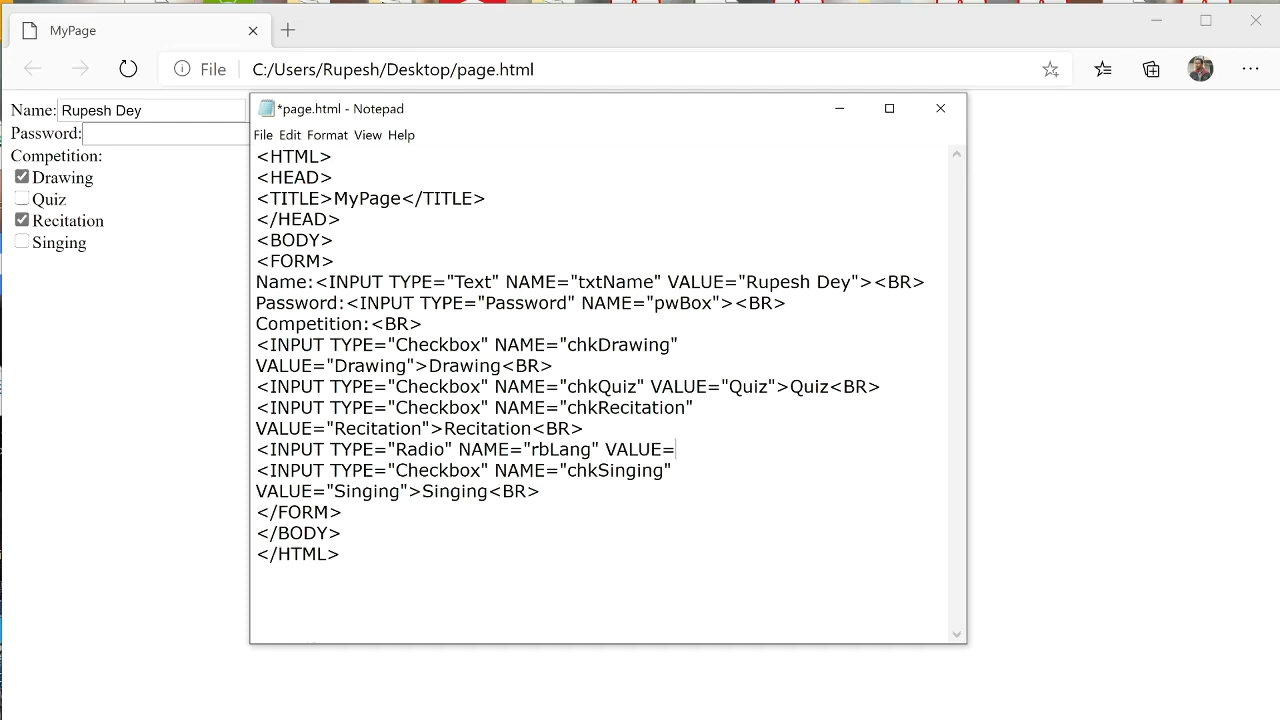 MyPage
File C:/Users/Rupesh/Desktop/page.html
Name: Rupesh Dey
Password:
Competition:
Drawing
Quiz
Recitation
Singing
*page.html - Notepad
File Edit Format View Help
<HTML>
<HEAD>
<TITLE>MyPage</TITLE>
</HEAD>
<BODY>
<FORM>
Name:<INPUT TYPE="Text" NAME="txtName" VALUE="Rupesh Dey"><BR>
Password:<INPUT TYPE="Password" NAME="pwBox"><BR>
Competition:<BR>
<INPUT TYPE="Checkbox" NAME="chkDrawing"
VALUE="Drawing">Drawing<BR>
<INPUT TYPE="Checkbox" NAME="chkQuiz" VALUE="Quiz">Quiz<BR>
<INPUT TYPE="Checkbox" NAME="chkRecitation"
VALUE="Recitation">Recitation<BR>
<INPUT TYPE="Radio" NAME="rbLang" VALUE=
<INPUT TYPE="Checkbox" NAME="chkSinging"
VALUE="Singing">Singing<BR>
</FORM>
</BODY>
</HTML>